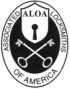 ALOA
ASSOCIATED LOCKSMITHS
OF AMERICA